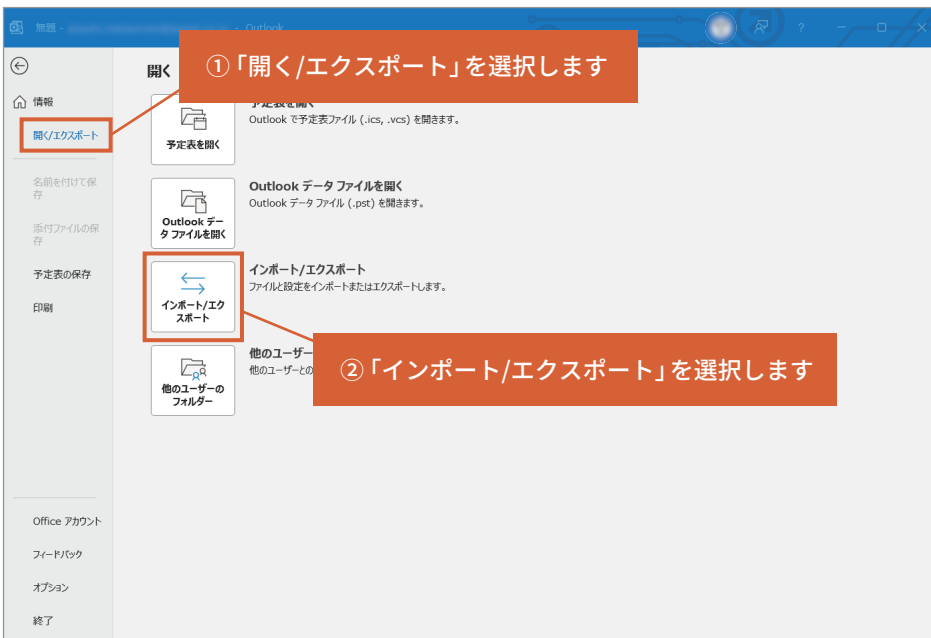 無題 -
- Outlook
①「開く/エクスポート」を選択します
開く
情報
開く/エクスポート
名前を付けて保
存
添付ファイルの保
存
予定表の保存
印刷
予定表を開く
予定表を開く
Outlook で予定表ファイル (.ics, .vcs) を開きます。
Outlook デー
タ ファイルを開く
Outlook データ ファイルを開く
Outlook データ ファイル (.pst) を開きます。
インポート/エク
スポート
インポート/エクスポート
ファイルと設定をインポートまたはエクスポートします。
②「インポート/エクスポート」を選択します
他のユーザーの
フォルダー
他のユーザー
他のユーザーとの
Office アカウント
フィードバック
オプション
終了